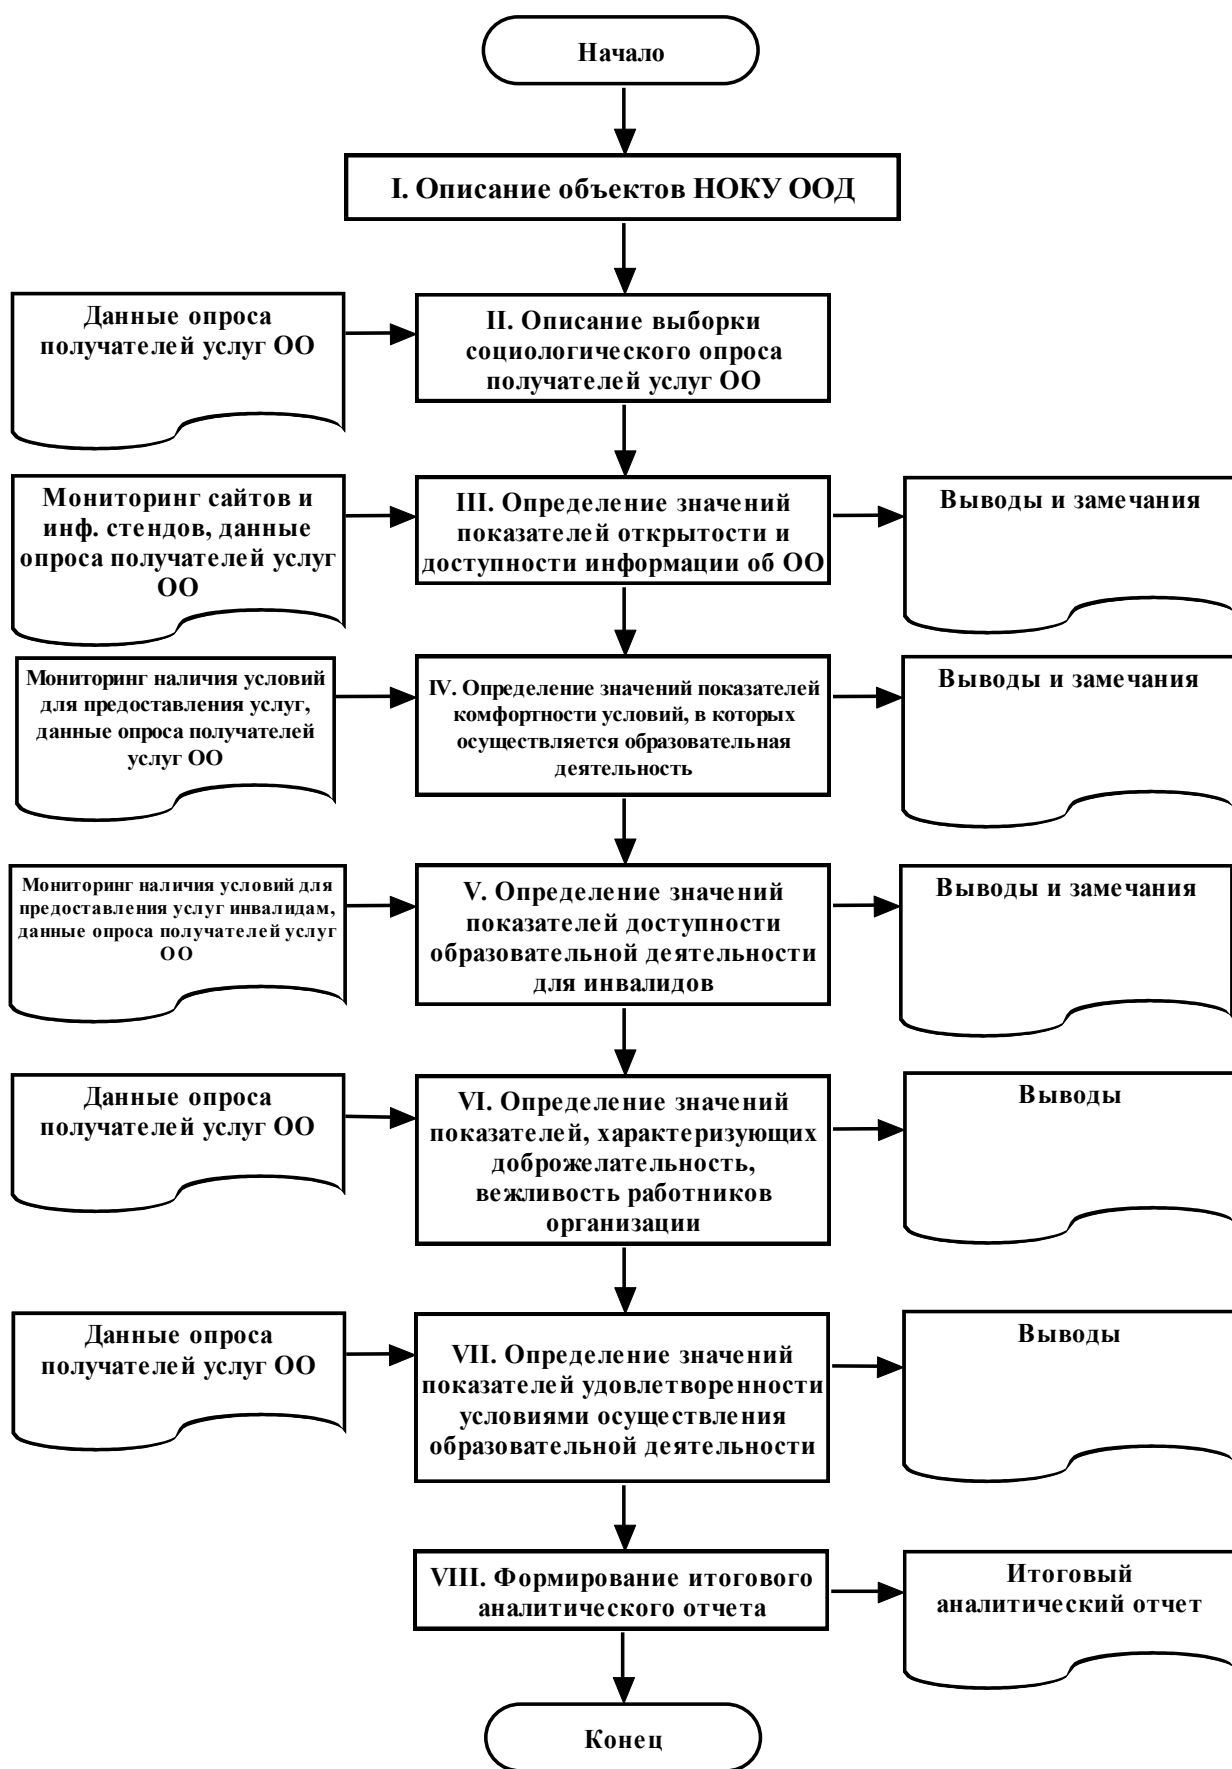 Начало
I. Описание объектов НОКУ ООД
Данные опроса
получателей услуг ОО
II. Описание выборки
социологического опроса
получателей услуг ОО
Мониторинг сайтов и
инф. стендов, данные
опроса получателей услуг
ОО
III. Определение значений
показателей открытости и
доступности информации об ОО
Выводы и замечания
Мониторинг наличия условий
для предоставления услуг,
данные опроса получателей
услуг ОО
IV. Определение значений показателей
комфортности условий, в которых
осуществляется образовательная
деятельность
Выводы и замечания
Мониторинг наличия условий для
предоставления услуг инвалидам,
данные опроса получателей услуг
ОО
V. Определение значений
показателей доступности
образовательной деятельности
для инвалидов
Выводы и замечания
Данные опроса
получателей услуг ОО
VI. Определение значений
показателей, характеризующих
доброжелательность,
вежливость работников
организации
Выводы
Данные опроса
получателей услуг ОО
VII. Определение значений
показателей удовлетворенности
условиями осуществления
образовательной деятельности
Выводы
VIII. Формирование итогового
аналитического отчета
Итоговый
аналитический отчет
Конец